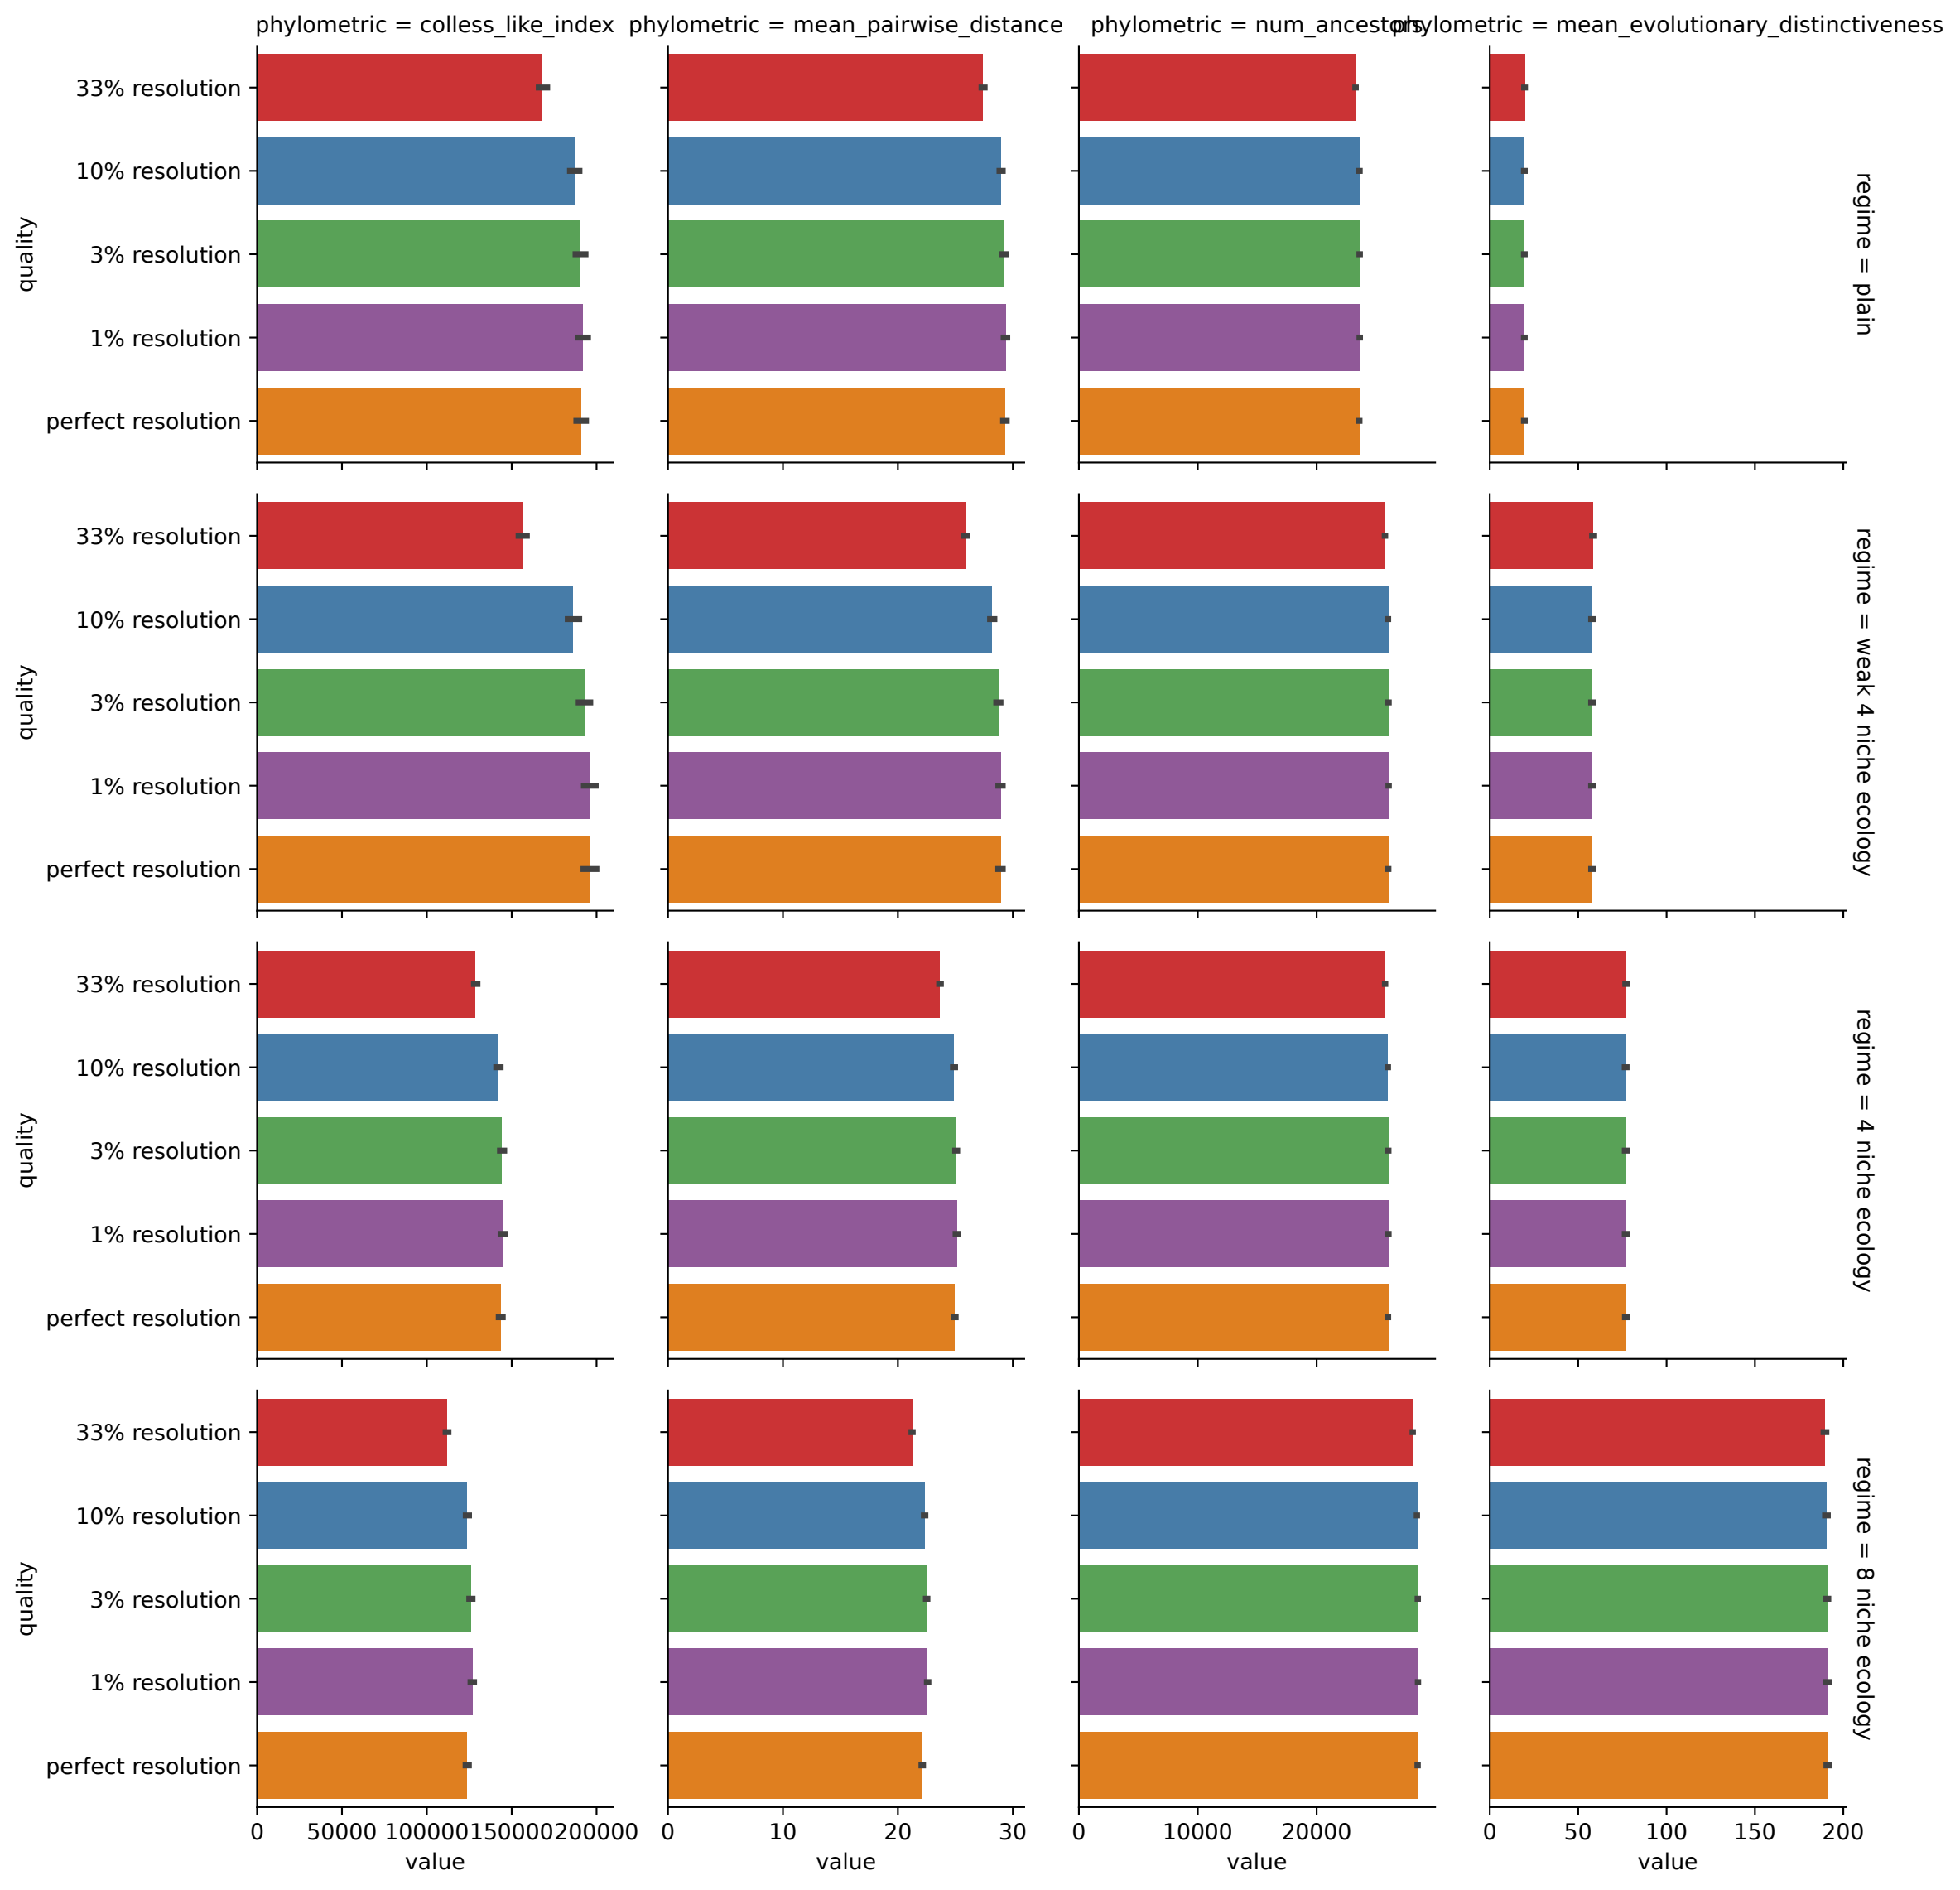 phylometric = colless_like_index
phylometric = mean_pairwise_distance
phylometric = num_ancestors
phylometric = mean_evolutionary_distinctiveness
quality
33% resolution
10% resolution
3% resolution
1% resolution
perfect resolution
regime = plain
quality
33% resolution
10% resolution
3% resolution
1% resolution
perfect resolution
regime = weak 4 niche ecology
quality
33% resolution
10% resolution
3% resolution
1% resolution
perfect resolution
regime = 4 niche ecology
quality
33% resolution
10% resolution
3% resolution
1% resolution
perfect resolution
regime = 8 niche ecology
0 50000 100000 150000 200000
0 10 20 30
0 10000 20000
0 50 100 150 200
value
value
value
value